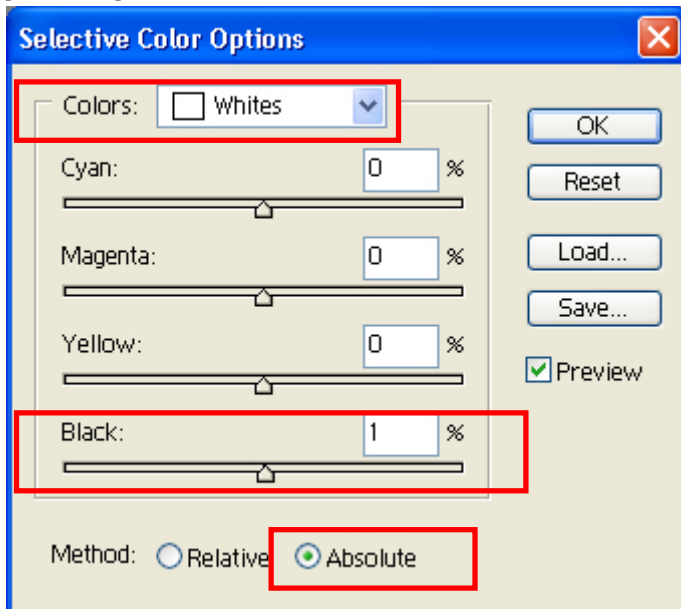 Selective Color Options
Colors: Whites
OK
Cyan: 0 %
Reset
Magenta: 0 %
Load...
Save...
Yellow: 0 %
Preview
Black: 1 %
Method: Relative Absolute